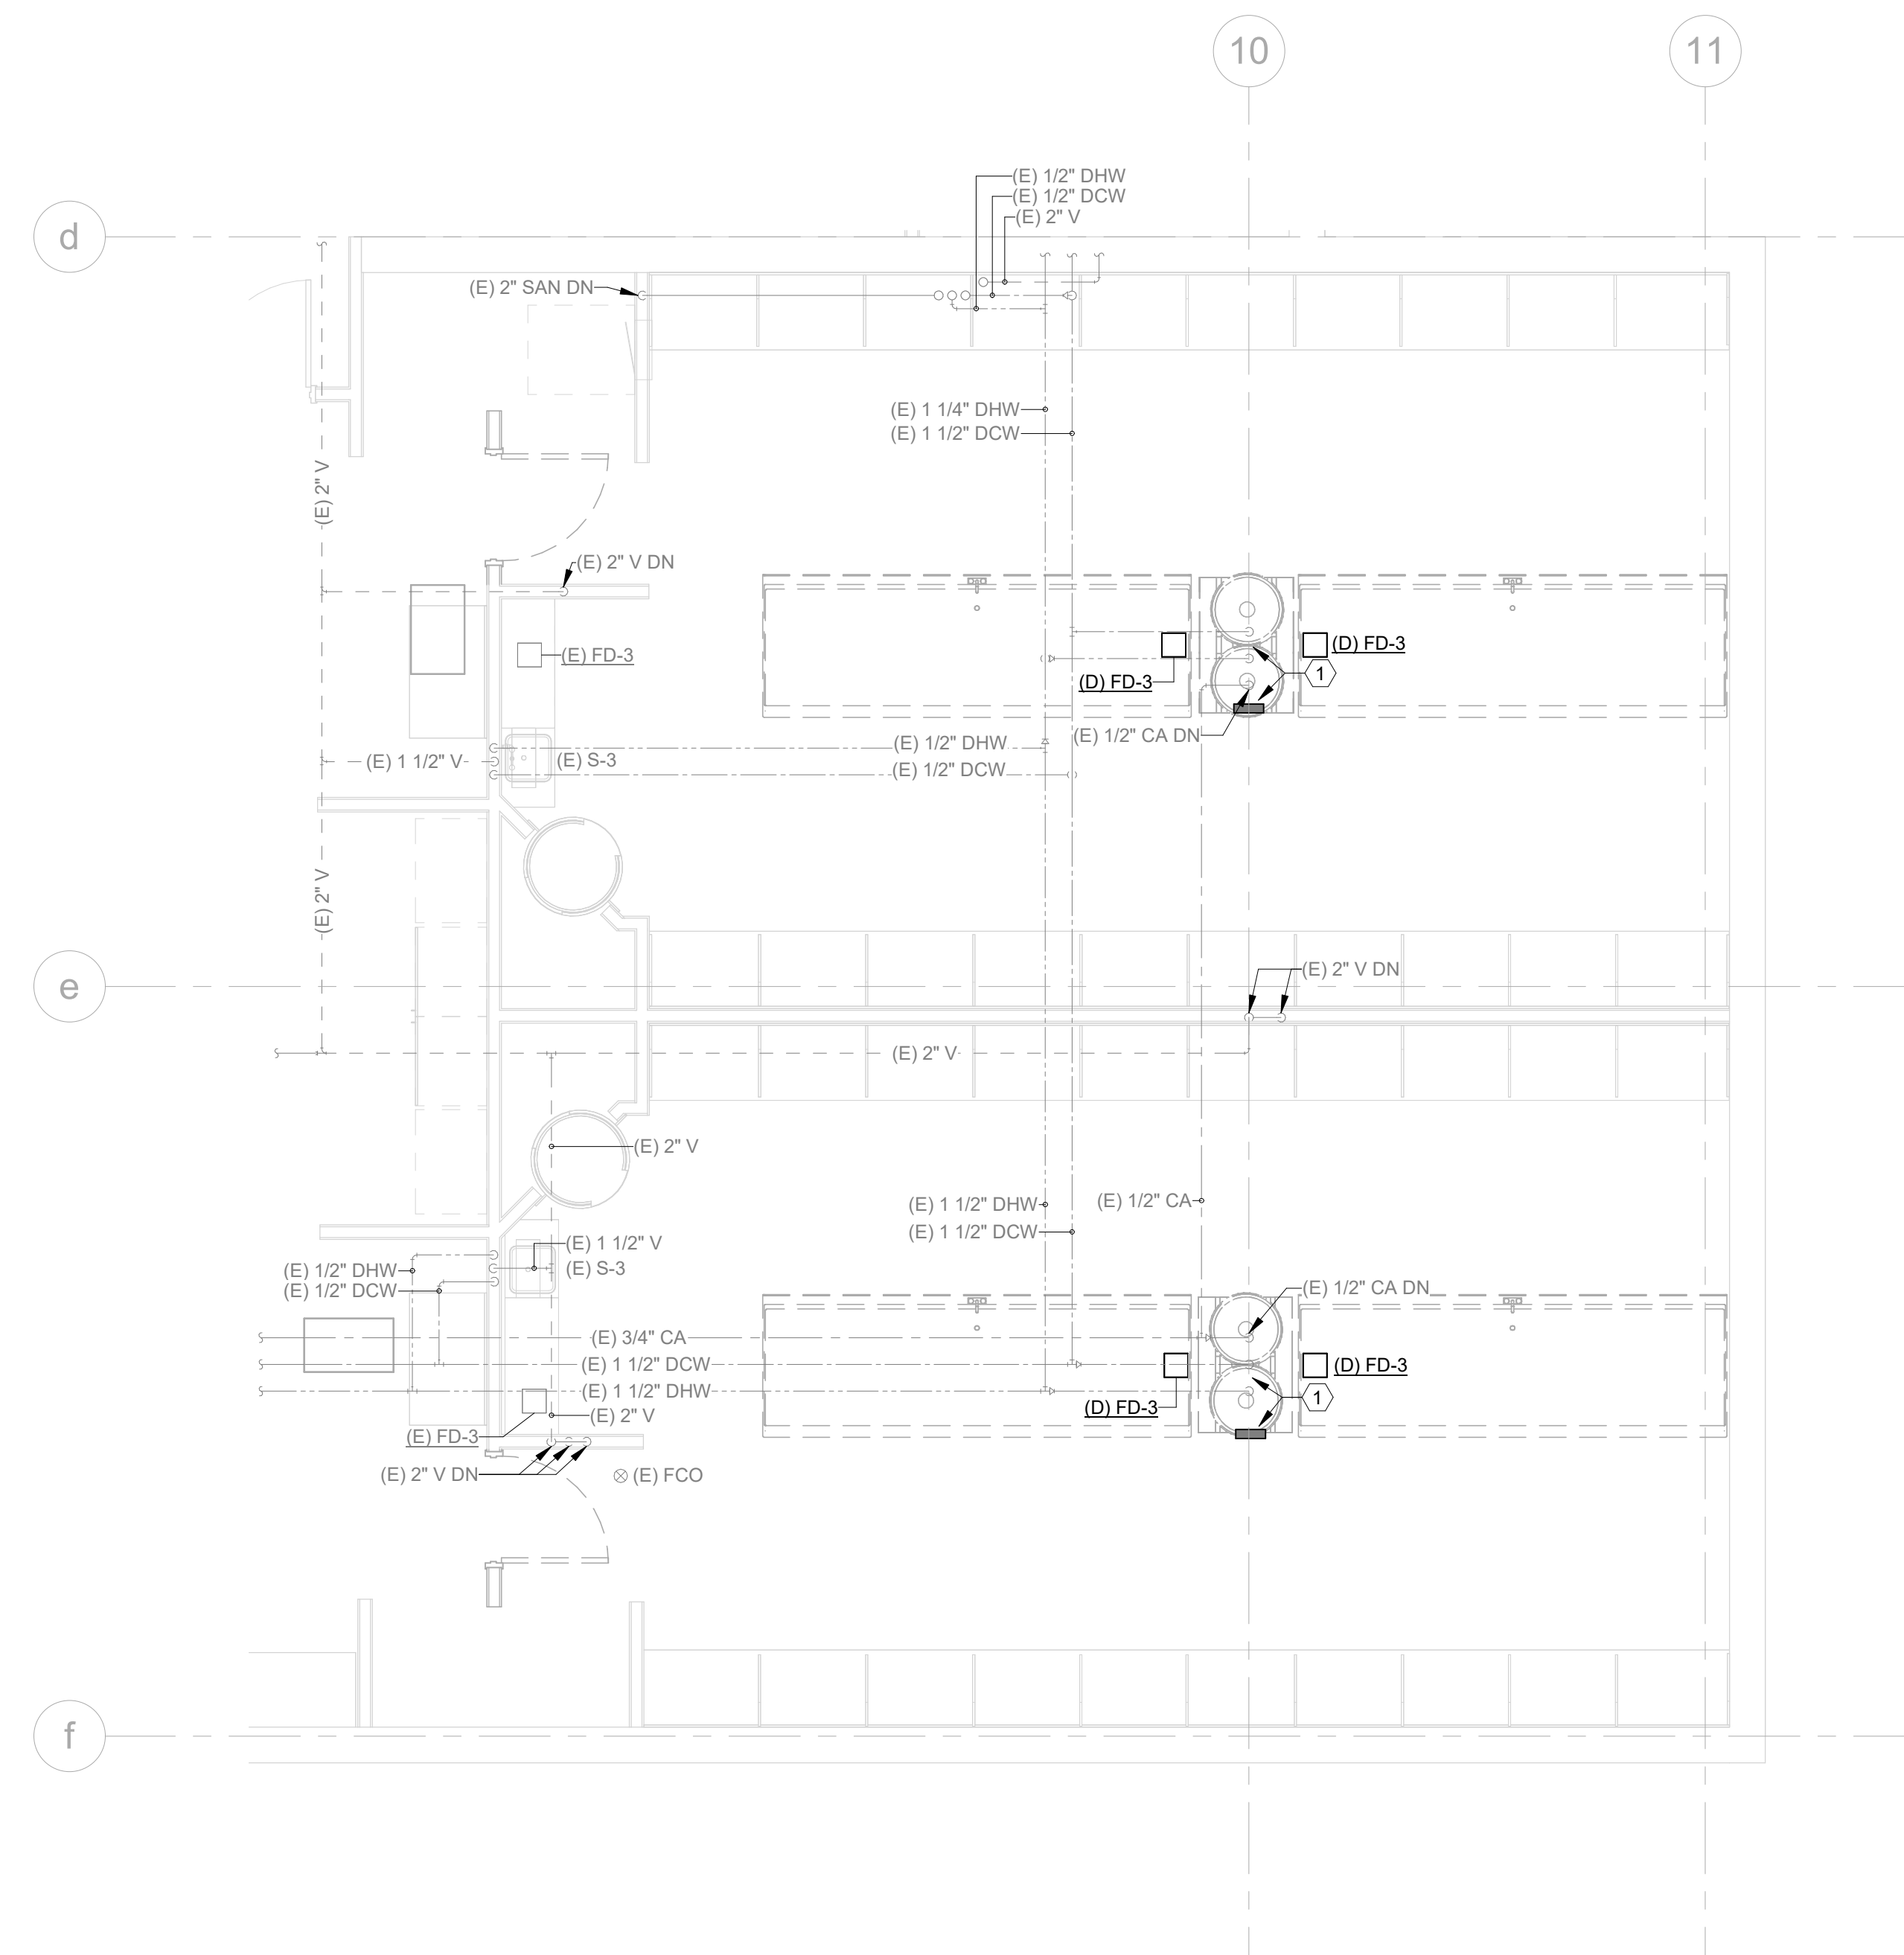 10
11
(E) 1/2" DHW
(E) 1/2" DCW
(E) 2" V
d
(E) 2" SAN DN
(E) 1 1/4" DHW
(E) 1 1/2" DCW
(E) 2" V
(E) 2" V DN
(E) FD-3
(D) FD-3
1
(D) FD-3
(E) 1/2" CA DN
(E) 1/2" DHW
(E) 1 1/2" V
(E) S-3
(E) 1/2" DCW
(E) 2" V
(E) 2" V DN
e
(E) 2" V
(E) 2" V
(E) 1 1/2" DHW
(E) 1/2" CA
(E) 1 1/2" DCW
(E) 1 1/2" V
(E) 1/2" DHW
(E) S-3
(E) 1/2" DCW
(E) 1/2" CA DN
(E) 3/4" CA
(E) 1 1/2" DCW
(D) FD-3
(E) 1 1/2" DHW
1
(D) FD-3
(E) 2" V
(E) FD-3
(E) 2" V DN
(E) FCO
f